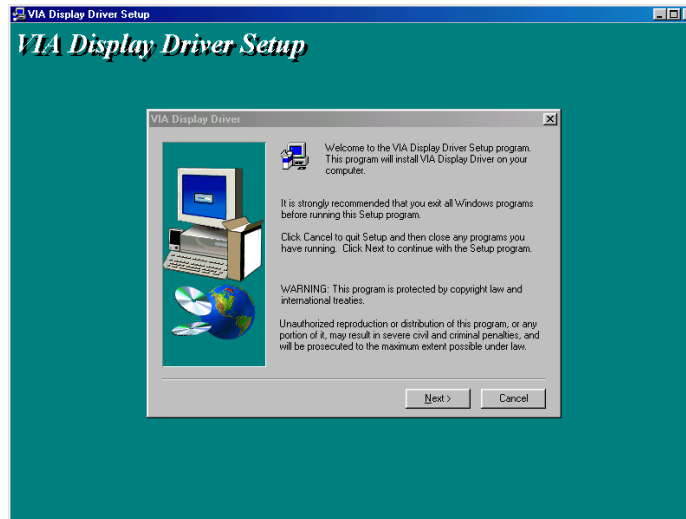 VIA Display Driver Setup
VIA Display Driver Setup
VIA Display Driver
Welcome to the VIA Display Driver Setup program.
This program will install VIA Display Driver on your
computer.
It is strongly recommended that you exit all Windows programs
before running this Setup program.
Click Cancel to quit Setup and then close any programs you
have running. Click Next to continue with the Setup program.
WARNING: This program is protected by copyright law and
international treaties.
Unauthorized reproduction or distribution of this program, or any
portion of it, may result in severe civil and criminal penalties, and
will be prosecuted to the maximum extent possible under law.
Next >
Cancel